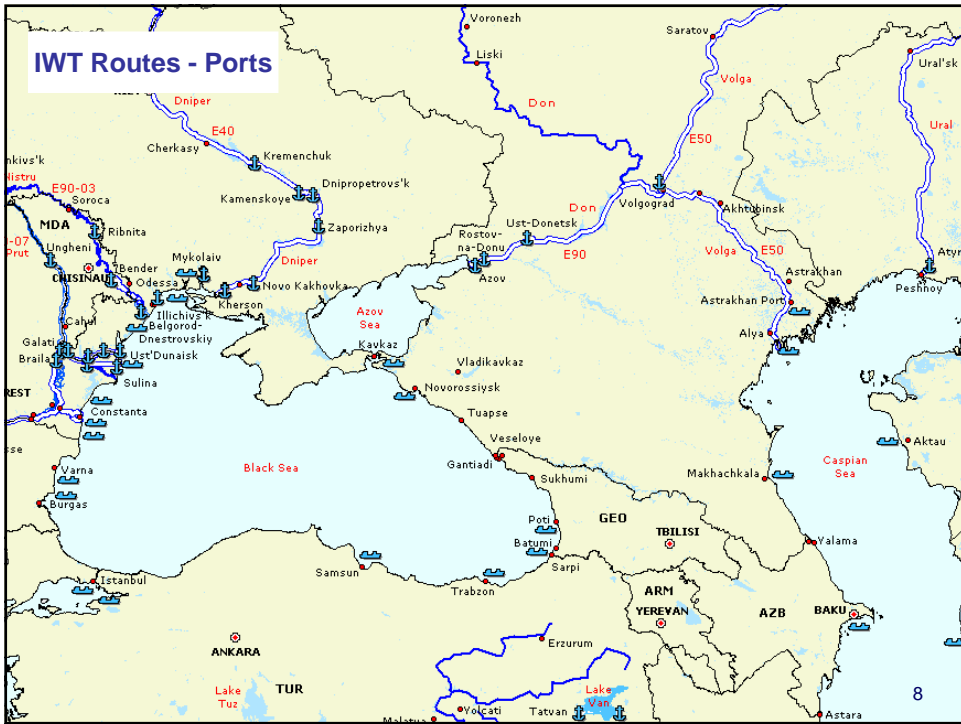 IWT Routes - Ports
Voronezh
Liski
Saratov
Volga
Ural'sk
Dniper
Don
E40
E50
Ural
Cherkasy
Kremenchuk
nkivs'k
Nistru
E90-03
Soroca
Kamenskoye
Dnipropetrovs'k
Volgograd
Akhtubinsk
MDA
Ribnita
Zaporizhya
Don
Ust-Donetsk
-07
Prut
Ungheni
Rostov-
na-Donu
E90
Volga
E50
CHISINAU
Bender
Mykolaiv
Dniper
Azov
Astrakhan
Atyr
Peshnoy
Odessa
Novo Kakhovka
Kherson
Astrakhan Port
Illichivs'k
Belgorod-
Dnestrovskiy
Azov
Sea
Alya
Cahul
Galati
Braila
Ust'Dunaisk
Kavkaz
Vladikavkaz
Sulina
Novorossiysk
REST
Constanta
Tuapse
sse
Veseloye
Aktau
Varna
Black Sea
Gantiadi
Makhachkala
Caspian
Sea
Sukhumi
Burgas
Poti
GEO
TBILISI
Batumi
Yalama
Istanbul
Samsun
Sarpi
Trabzon
ARM
YEREVAN
AZB
BAKU
ANKARA
Erzurum
Lake
Tuz
TUR
Lake
Van
8
Yolcati
Tatvan
Malatya
Astara